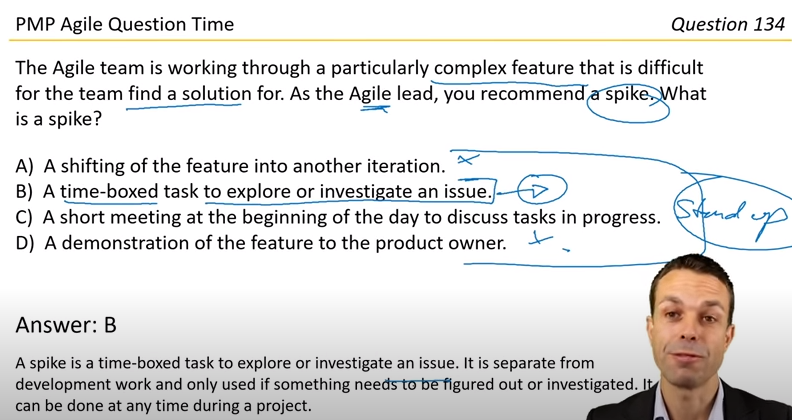 PMP Agile Question Time
Question 134
The Agile team is working through a particularly complex feature that is difficult
for the team find a solution for. As the Agile lead, you recommend a spike. What
is a spike?
A) A shifting of the feature into another iteration.
B) A time-boxed task to explore or investigate an issue.
C) A short meeting at the beginning of the day to discuss tasks in progress.
D) A demonstration of the feature to the product owner.
Stand up
Answer: B
A spike is a time-boxed task to explore or investigate an issue. It is separate from
development work and only used if something needs to be figured out or investigated. It
can be done at any time during a project.